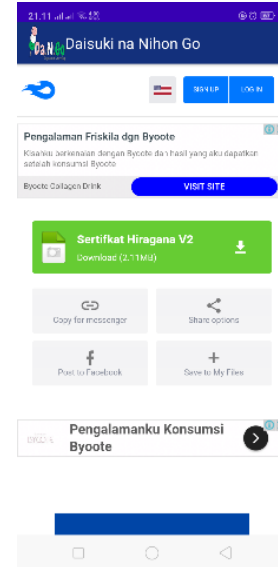 21.11
Daisuki na Nihon Go
SIGN UP
LOG IN
Pengalaman Friskila dgn Byoote
Kisahku berkenalan dengan Byoote dan hasil yang aku dapatkan
setelah konsumsi Byoote
Byoote Collagen Drink
VISIT SITE
Sertifkat Hiragana V2
Download (2.11MB)
Copy for messenger
Share options
Post to Facebook
Save to My Files
Pengalamanku Konsumsi
Byoote